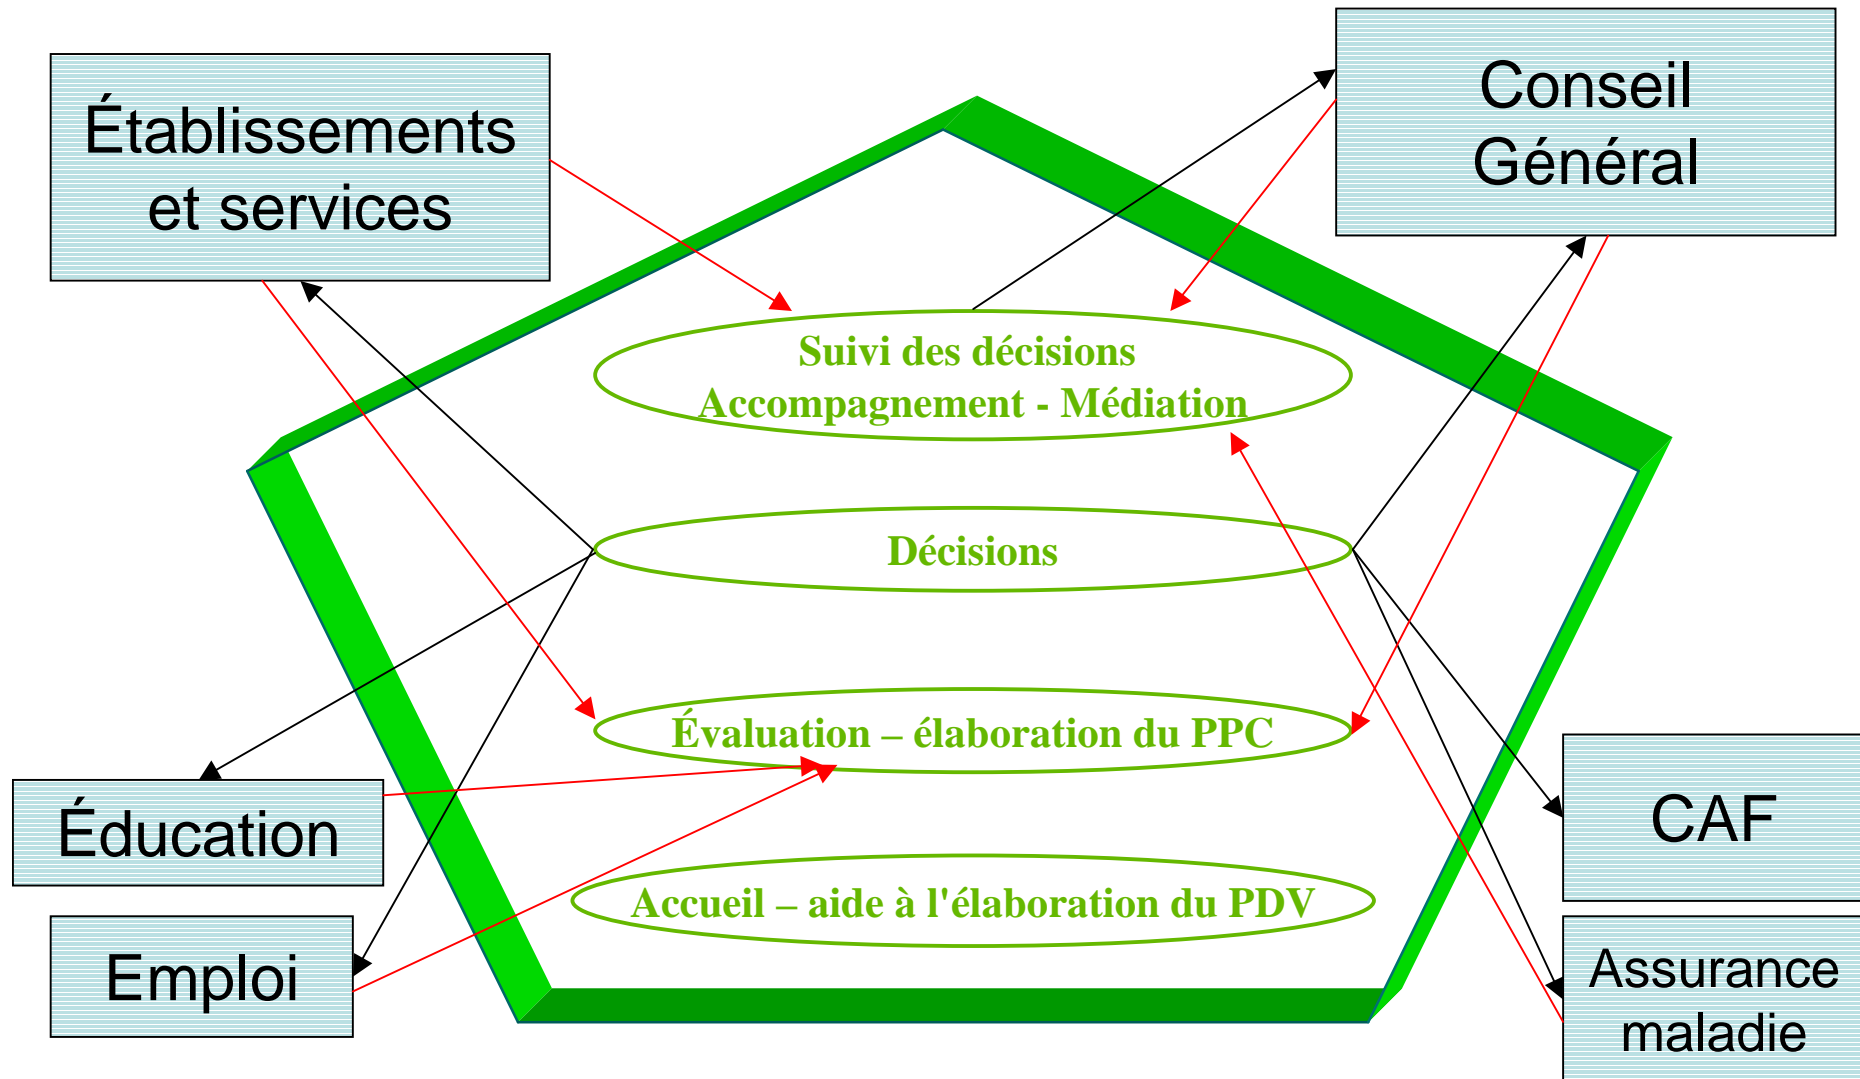 Établissements
et services
Conseil
Général
Suivi des décisions
Accompagnement - Médiation
Décisions
Évaluation – élaboration du PPC
Éducation
CAF
Accueil – aide à l'élaboration du PDV
Emploi
Assurance
maladie